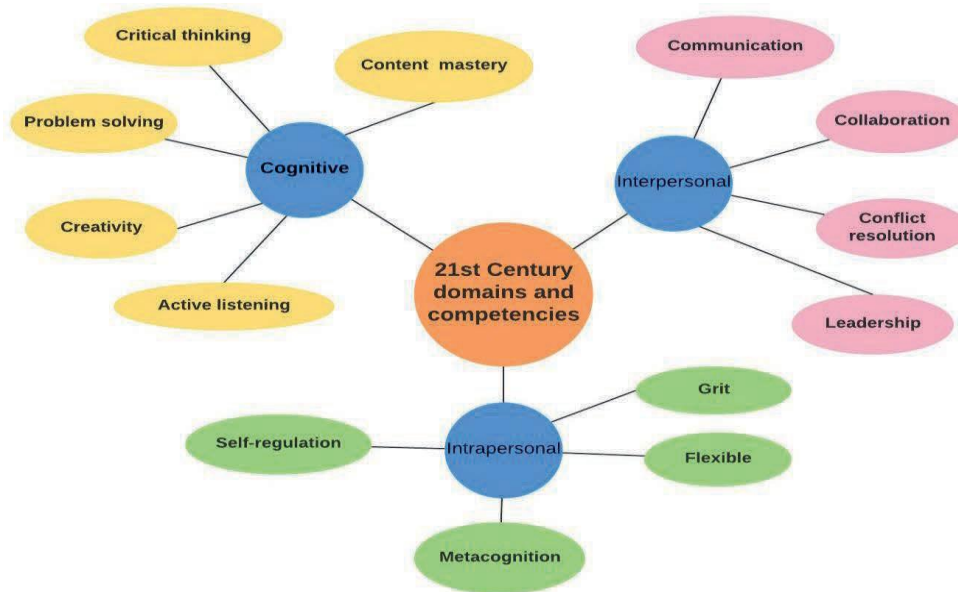 Critical thinking
Content mastery
Problem solving
Cognitive
Creativity
Active listening
Communication
Collaboration
Interpersonal
Conflict
resolution
Leadership
21st Century
domains and
competencies
Grit
Self-regulation
Intrapersonal
Flexible
Metacognition